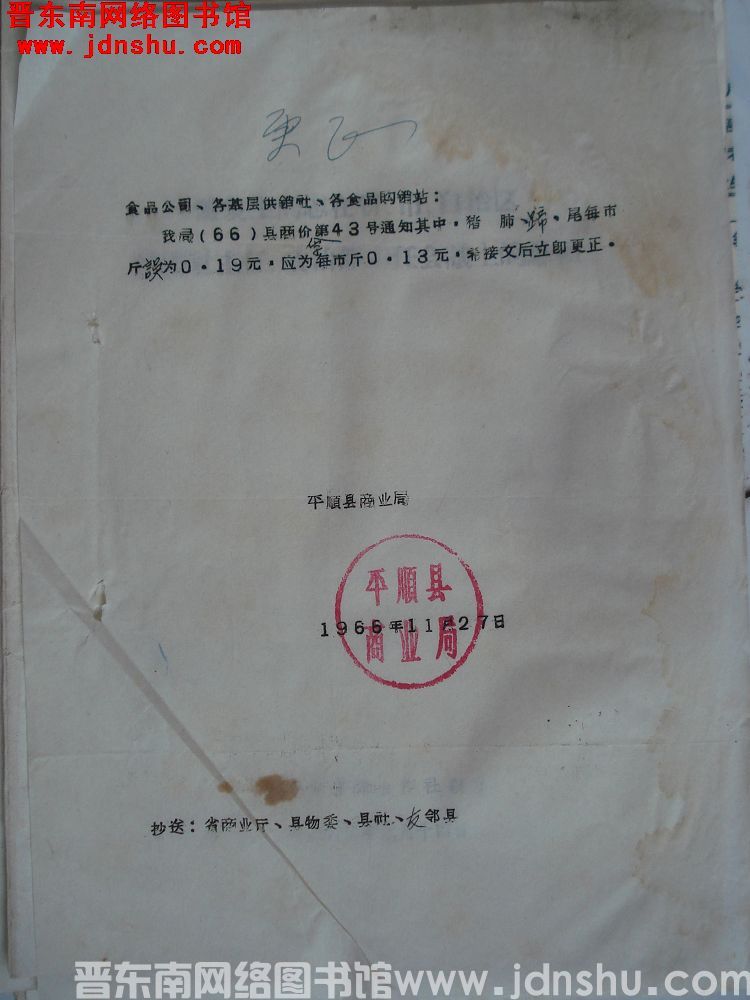 晋东南网络图书馆
www.jdnshu.com
更正
食品公司、各基层供销社、各食品购销站：
我局(66)县商价第43号通知其中，猪肺、蹄、尾每市
斤誤为0.19元，应为每市斤0.13元，希接文后立即更正。
平順县商业局
平順县
商业局
1966年11月27日
抄送：省商业厅、县物委、县社、友邻县
晋东南网络图书馆www.jdnshu.com